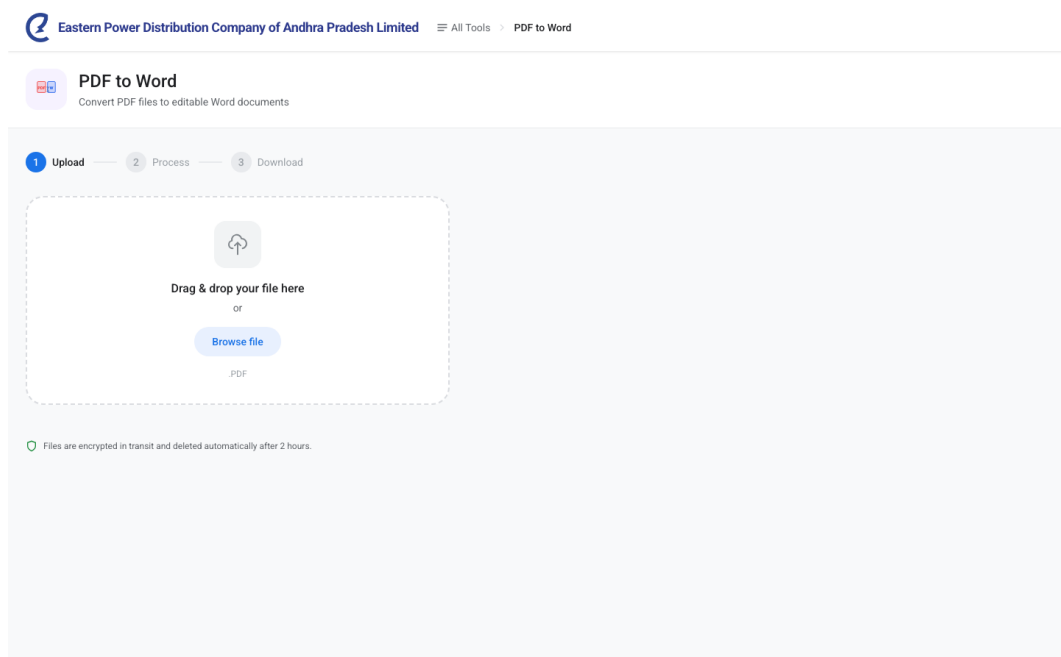 Eastern Power Distribution Company of Andhra Pradesh Limited All Tools > PDF to Word
PDF to Word
Convert PDF files to editable Word documents
1 Upload 2 Process 3 Download
Drag & drop your file here
or
Browse file
.PDF
Files are encrypted in transit and deleted automatically after 2 hours.